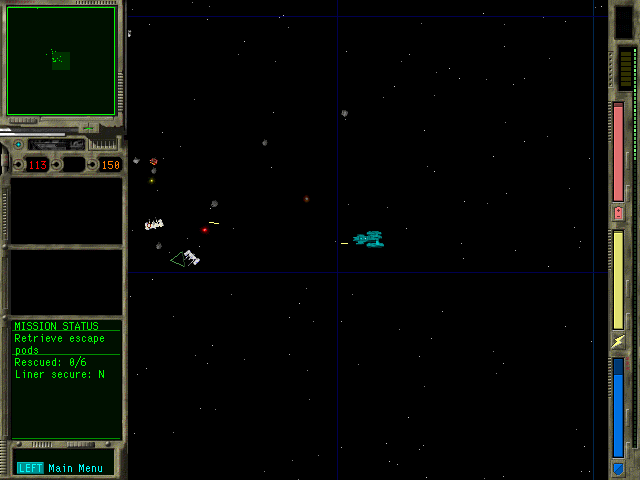 113 150
MISSION STATUS
Retrieve escape
pods
Rescued: 0/6
Liner secure: N
LEFT Main Menu